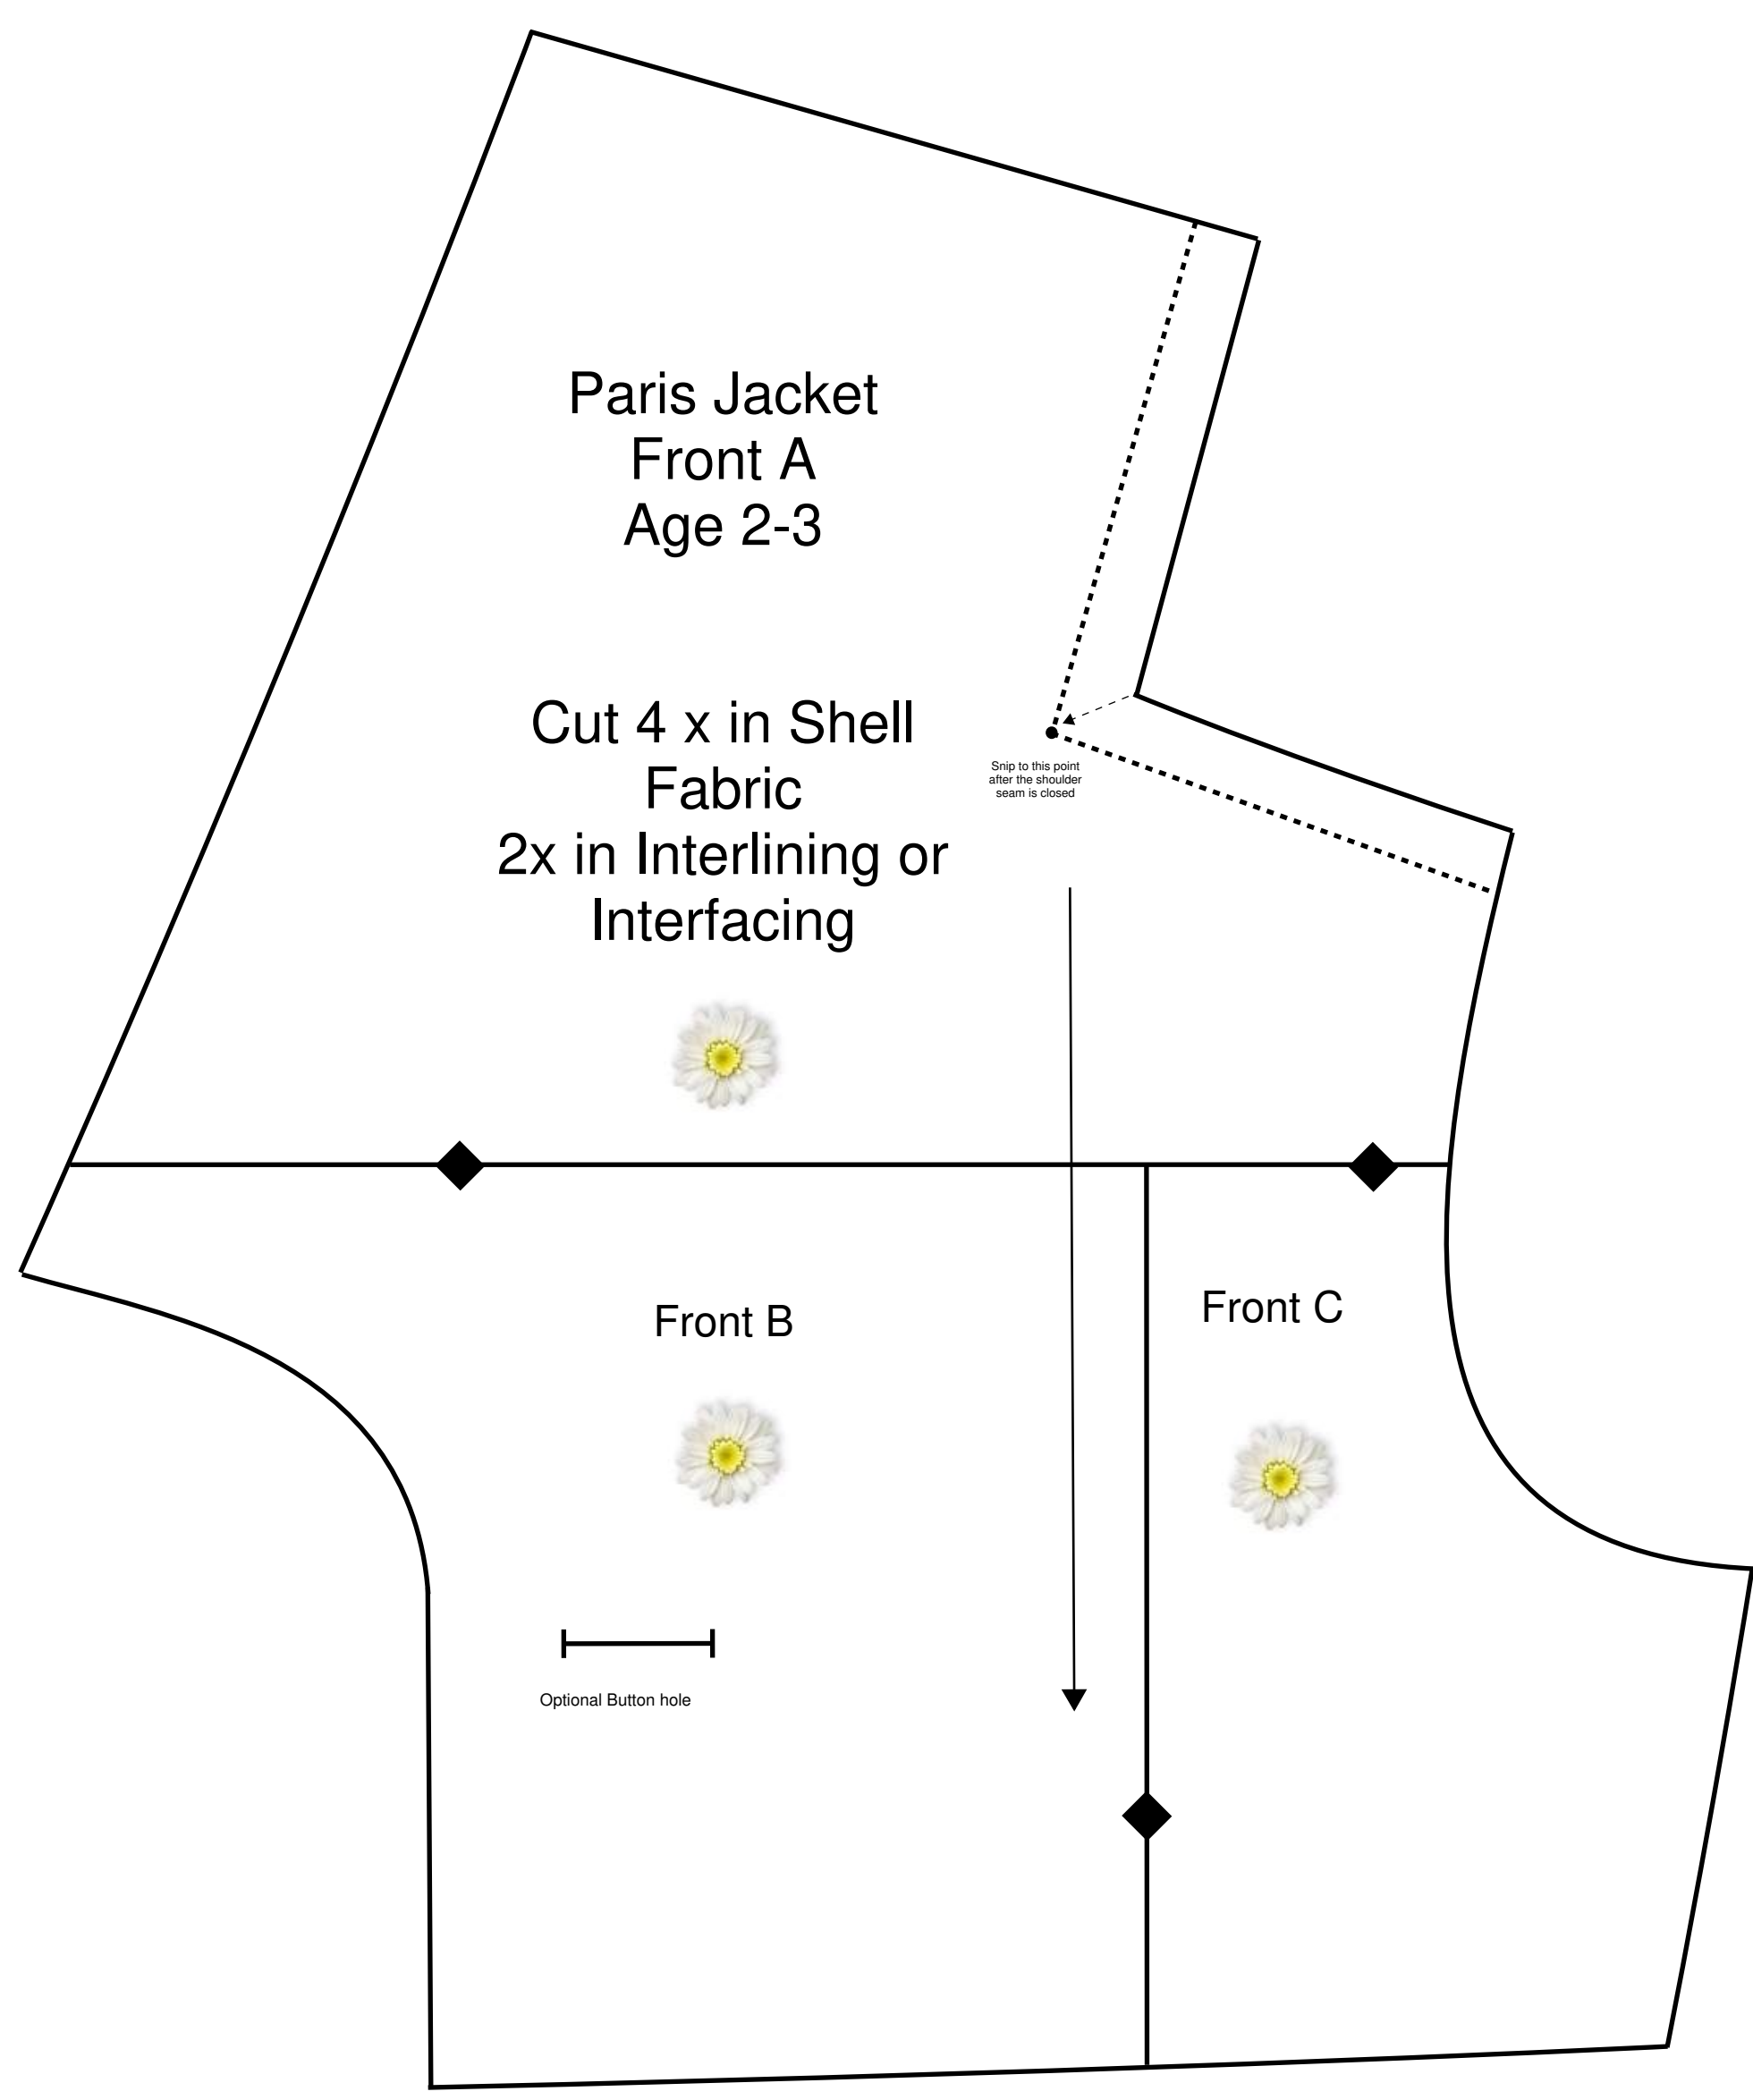 Paris Jacket
Front A
Age 2-3
Cut 4 x in Shell
Fabric
2x in Interlining or
Interfacing
Snip to this point
after the shoulder
seam is closed
Front B
Front C
Optional Button hole